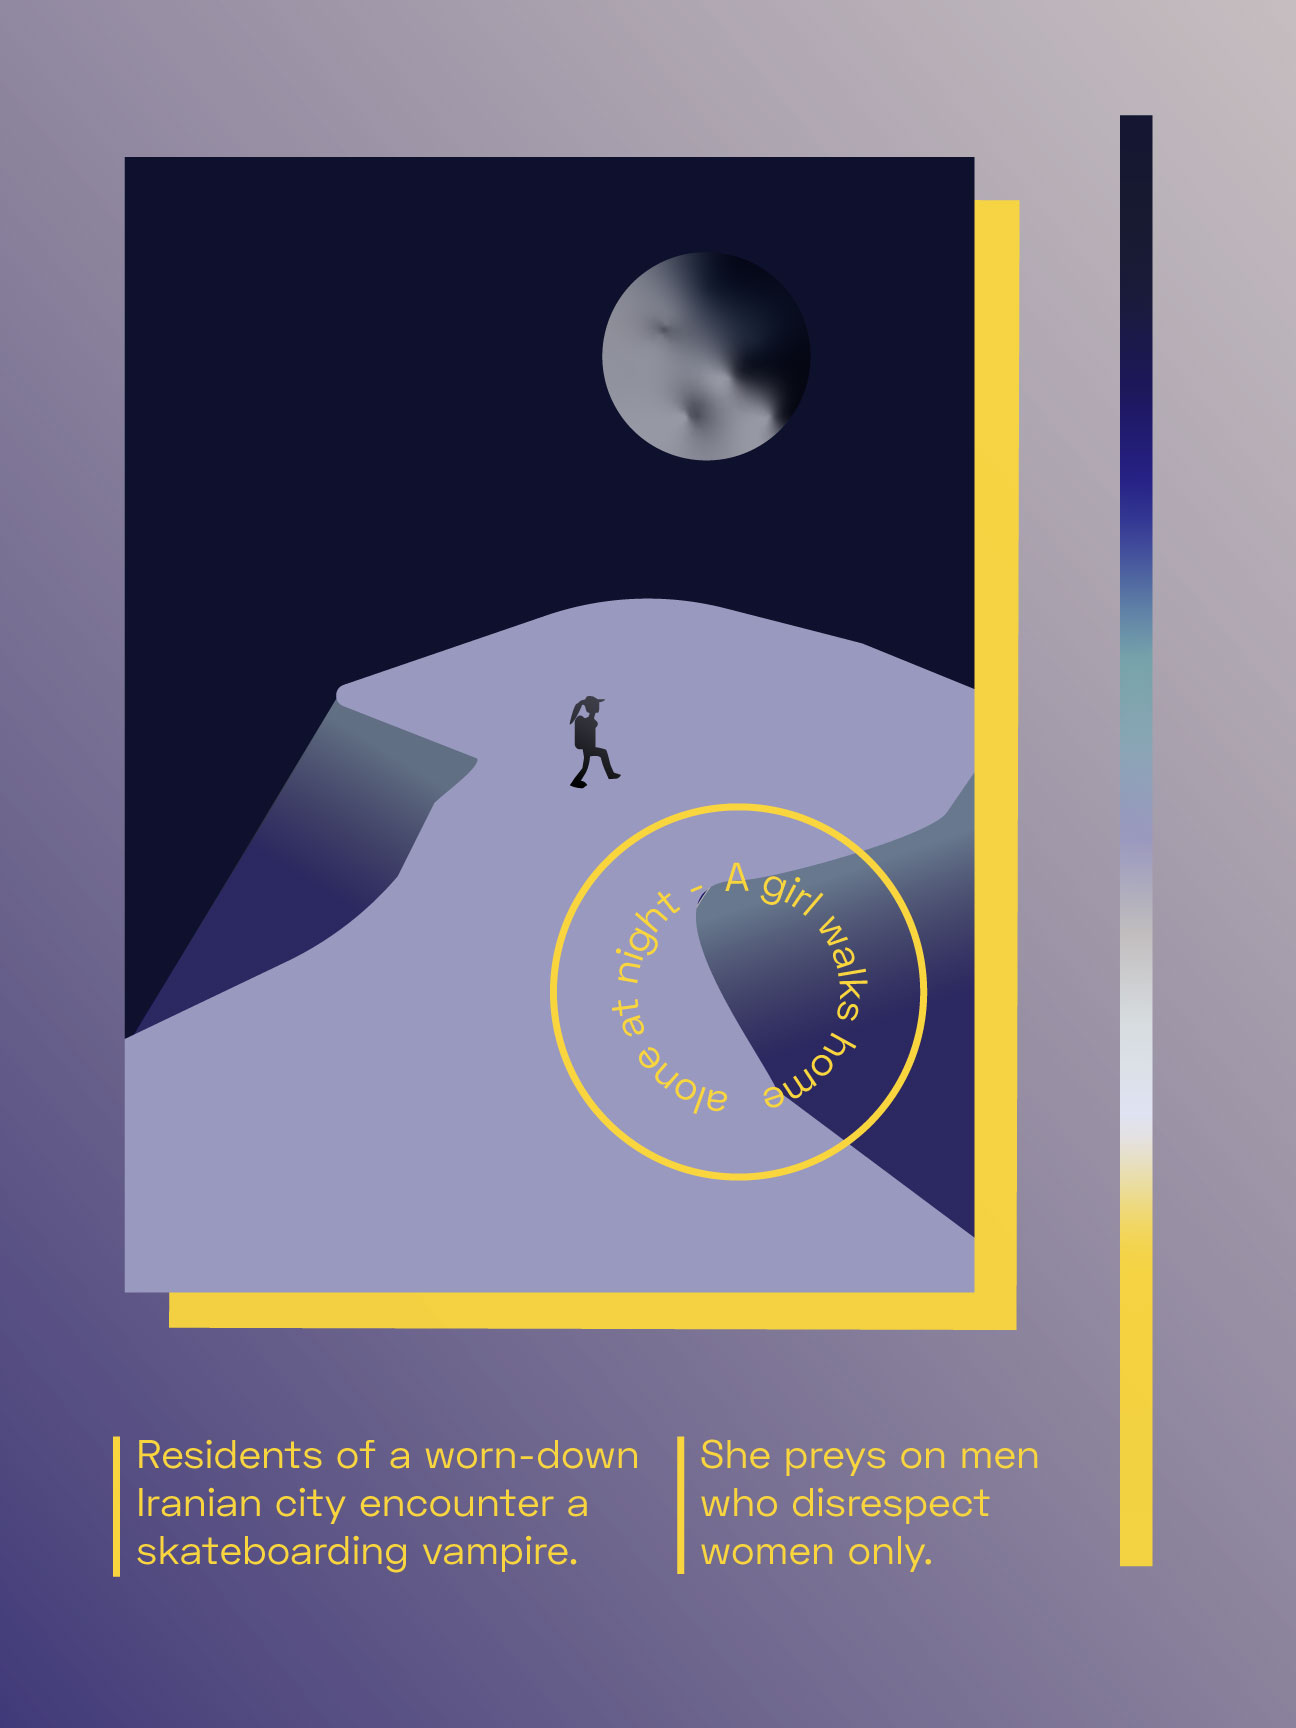 A girl walks home alone at night -
Residents of a worn-down
Iranian city encounter a
skateboarding vampire.
She preys on men
who disrespect
women only.